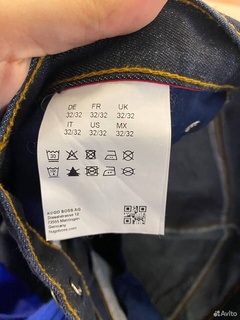 DE FR UK
32/32 32/32 32/32
IT US MX
32/32 32/32 32/32
30
HUGO BOSS AG
Dieselstrasse 12
72555 Metzingen
Germany
hugoboss.com
Avito